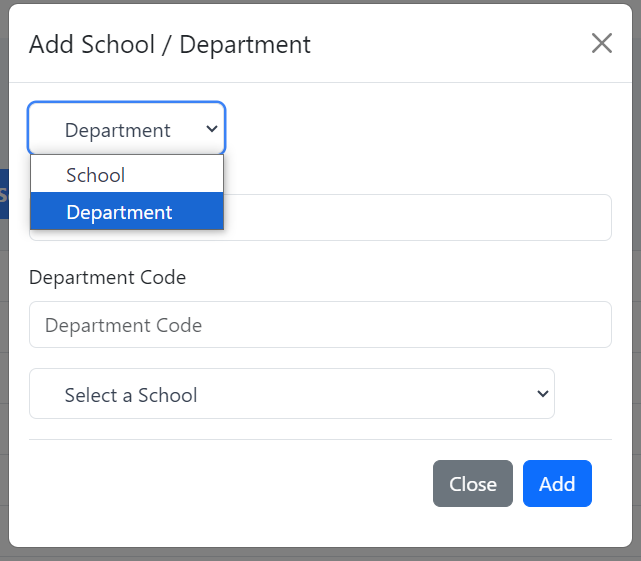 Add School / Department
Department
School
Department
Department Code
Department Code
Select a School
Close Add